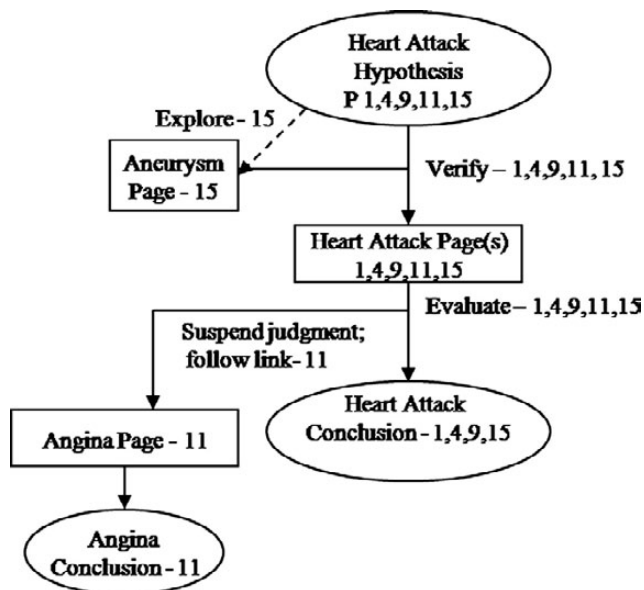 Heart Attack
Hypothesis
P 1,4,9,11,15
Explore - 15
Aneurysm
Page - 15
Verify – 1,4,9,11, 15
Heart Attack Page(s)
1,4,9,11,15
Evaluate – 1,4,9,11,15
Suspend judgment;
follow link- 11
Heart Attack
Conclusion - 1,4,9,15
Angina Page - 11
Angina
Conclusion - 11